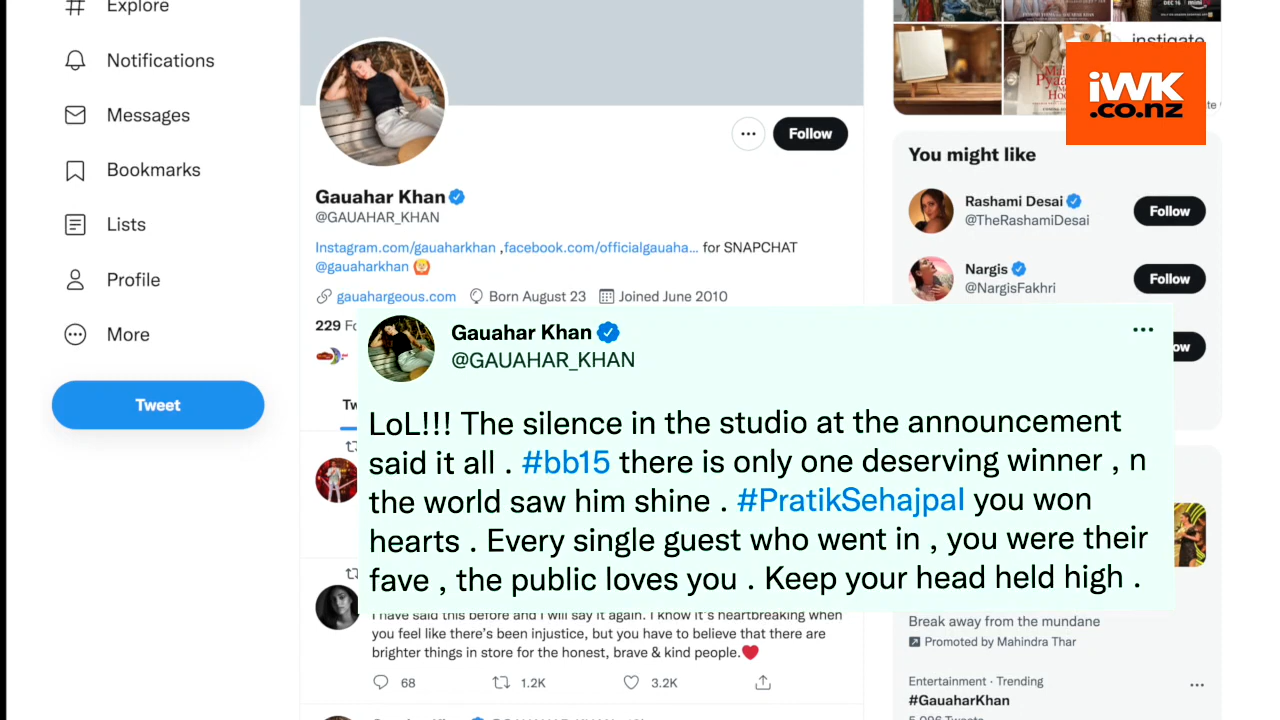 Explore
Notifications
Messages
Bookmarks
Lists
Profile
More
Tweet
Follow
Gauahar Khan
@GAUAHAR_KHAN
Instagram.com/gauaharkhan ,facebook.com/officialgauaha... for SNAPCHAT
@gauaharkhan
gauahargeous.com Born August 23 Joined June 2010
229
Gauahar Khan
@GAUAHAR_KHAN
LoL!!! The silence in the studio at the announcement
said it all . #bb15 there is only one deserving winner , n
the world saw him shine . #PratikSehajpal you won
hearts . Every single guest who went in , you were their
fave , the public loves you . Keep your head held high .
I have said this before and I will say it again. I know it's heartbreaking when
you feel like there's been injustice, but you have to believe that there are
brighter things in store for the honest, brave & kind people.
68 1.2K 3.2K
DEC 16 mini
instigate
iWK
.co.nz
You might like
Rashami Desai
@TheRashamiDesai
Follow
Nargis
@NargisFakhri
Follow
Break away from the mundane
Promoted by Mahindra Thar
Entertainment · Trending
#GauaharKhan